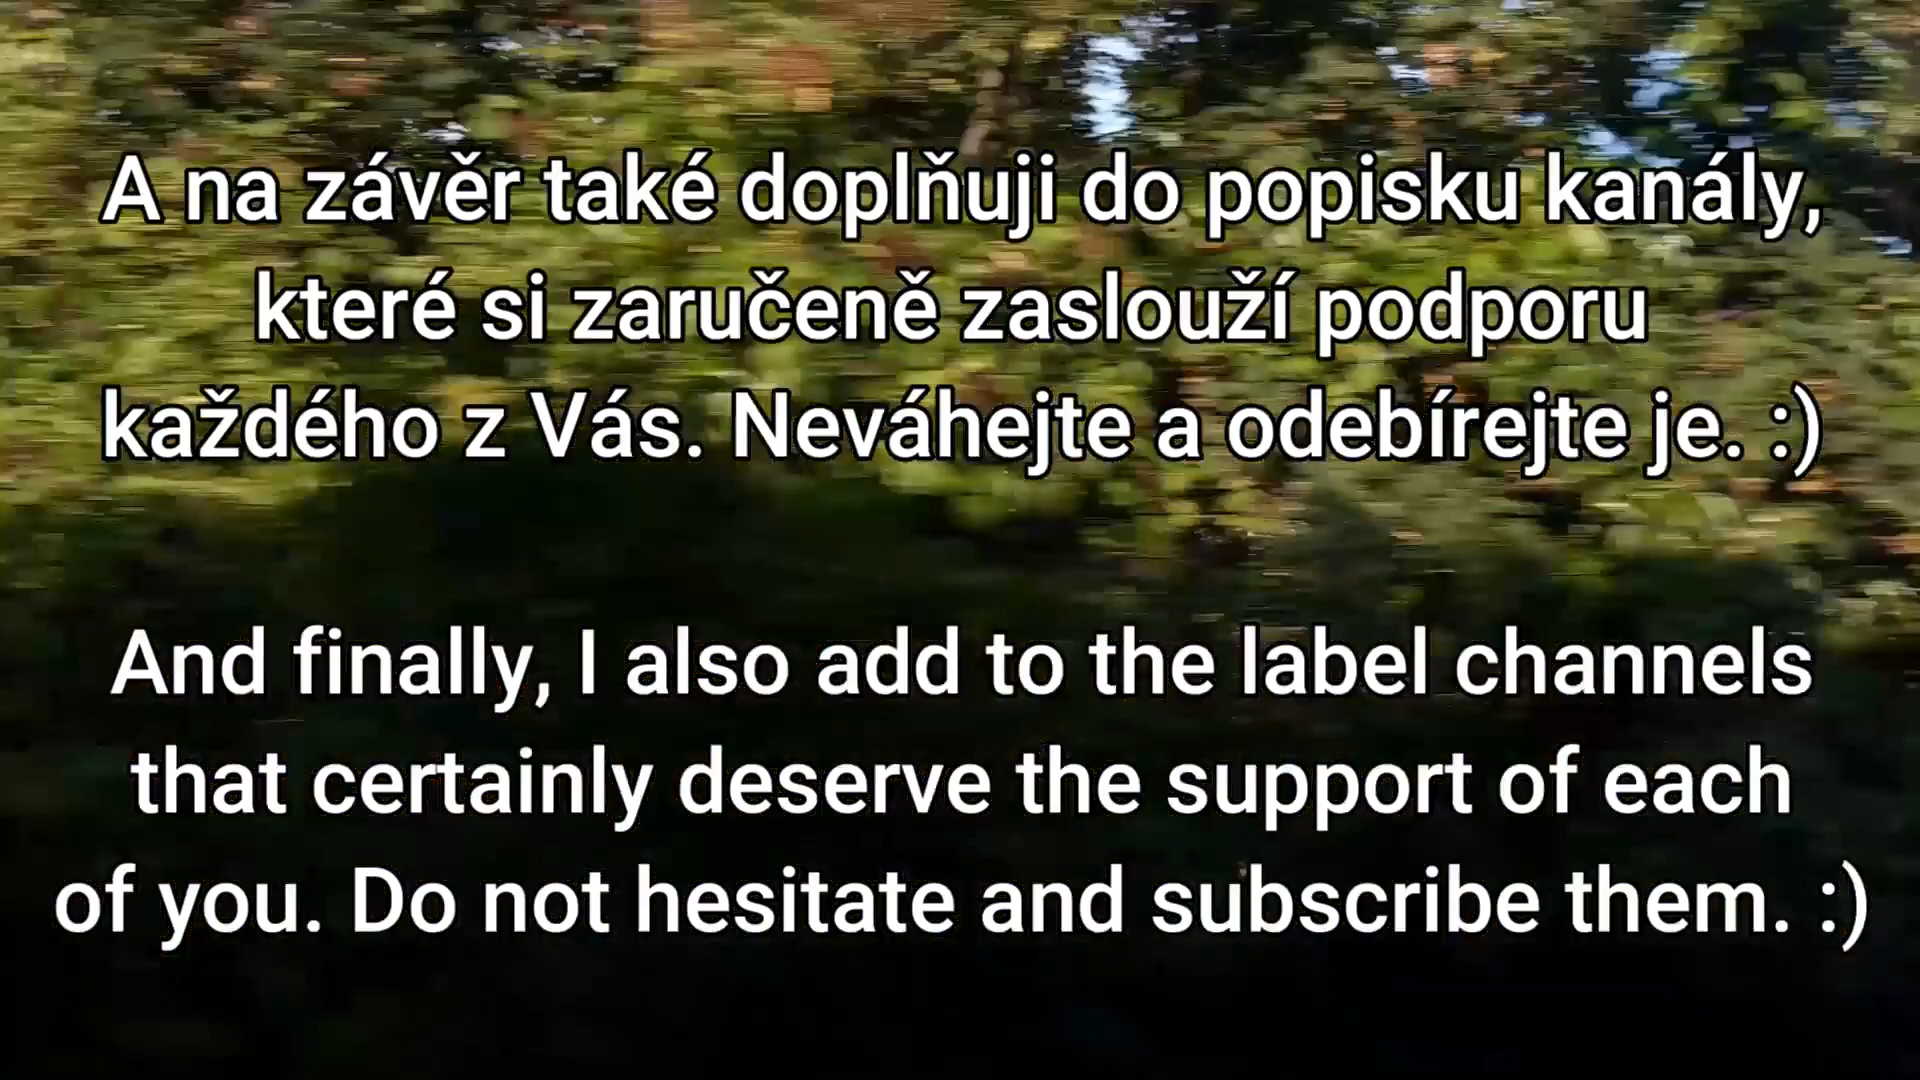 A na závěr také doplňuji do popisku kanály,
které si zaručeně zaslouží podporu
každého z Vás. Neváhejte a odebírejte je. :)
And finally, I also add to the label channels
that certainly deserve the support of each
of you. Do not hesitate and subscribe them. :)